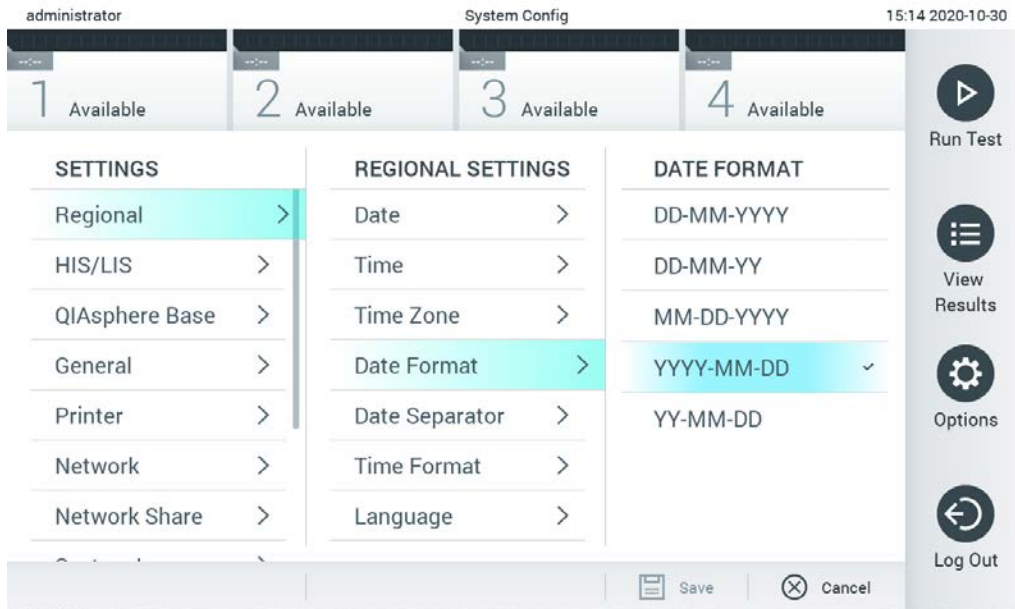 administrator System Config 15:14 2020-10-30
--:-- --:-- --:-- --:--
1 Available 2 Available 3 Available 4 Available
Run Test
SETTINGS REGIONAL SETTINGS DATE FORMAT
Regional Date DD-MM-YYYY
HIS/LIS Time DD-MM-YY
View
Results
QIAsphere Base Time Zone MM-DD-YYYY
General Date Format YYYY-MM-DD
Printer Date Separator YY-MM-DD
Options
Network Time Format
Network Share Language
Log Out
Save Cancel